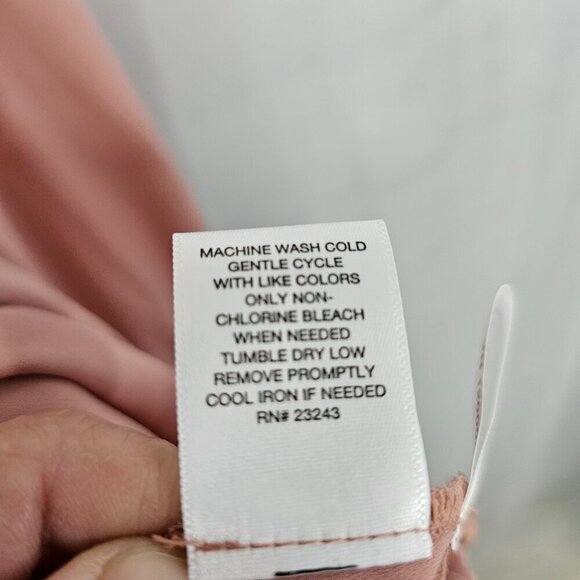 MACHINE WASH COLD
GENTLE CYCLE
WITH LIKE COLORS
ONLY NON-
CHLORINE BLEACH
WHEN NEEDED
TUMBLE DRY LOW
REMOVE PROMPTLY
COOL IRON IF NEEDED
RN# 23243